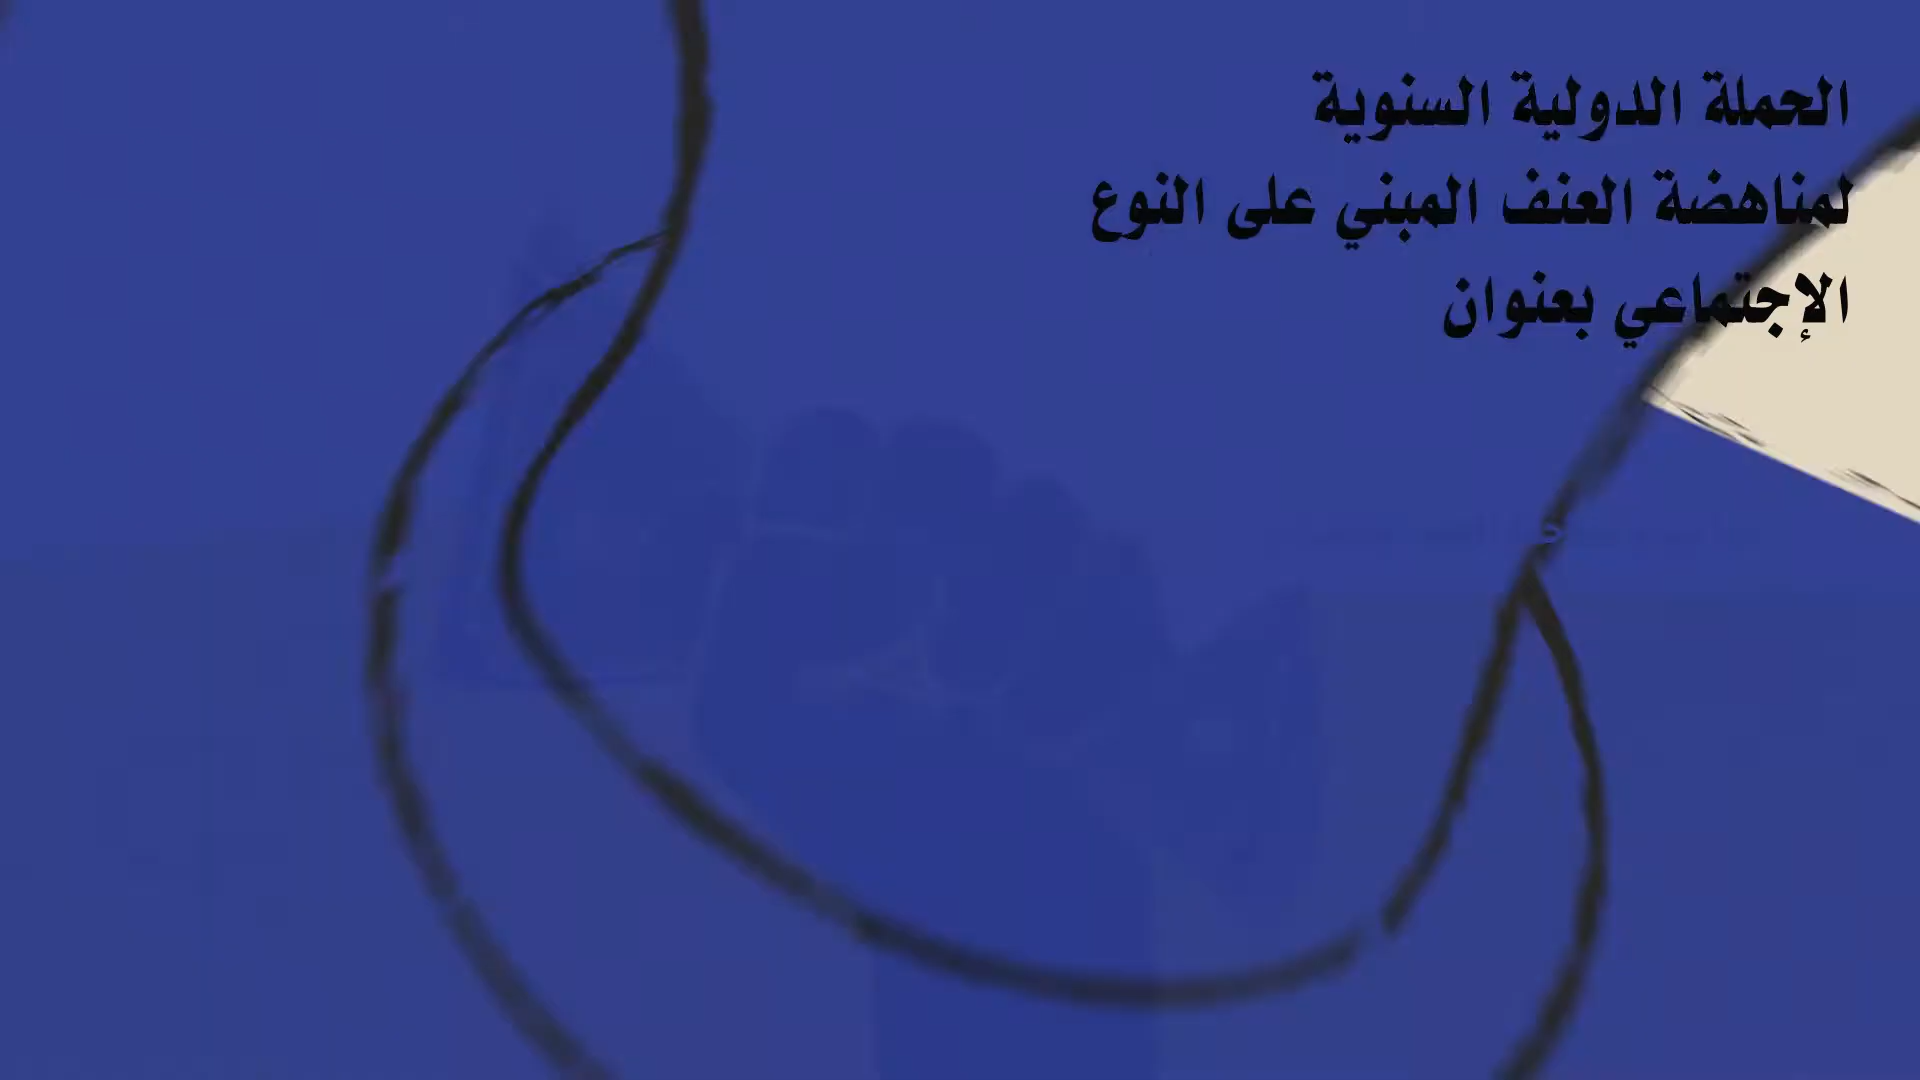 الحملة الدولية السنوية
لمناهضة العنف المبني على النوع
الإجتماعي بعنوان